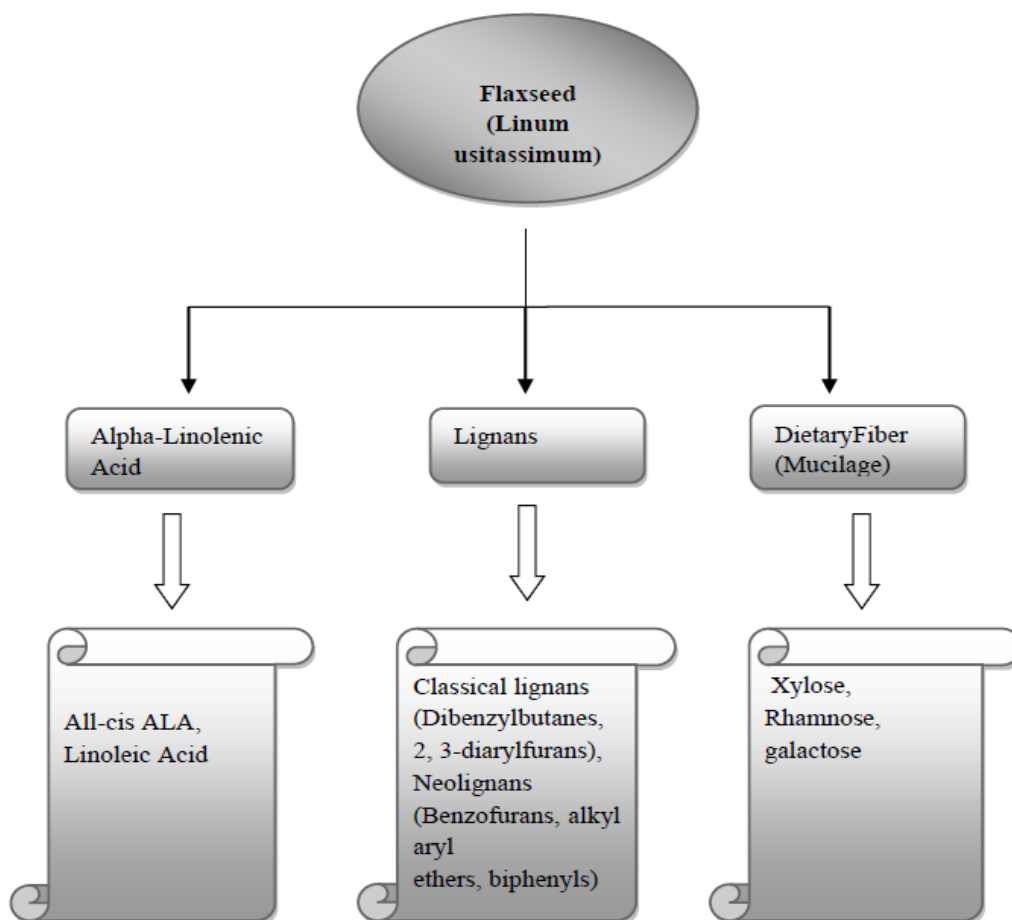 Flaxseed
(Linum
usitassimum)
Alpha-Linolenic
Acid
Lignans
DietaryFiber
(Mucilage)
All-cis ALA,
Linoleic Acid
Classical lignans
(Dibenzylbutanes,
2, 3-diarylfurans),
Neolignans
(Benzofurans, alkyl
aryl
ethers, biphenyls)
Xylose,
Rhamnose,
galactose